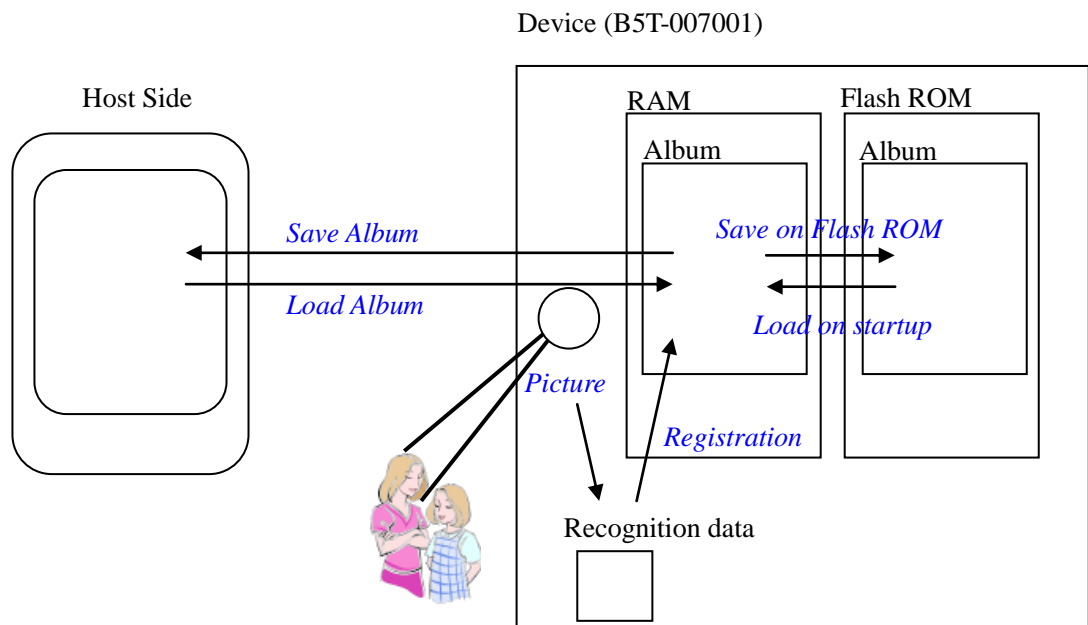 Device (B5T-007001)
Host Side
RAM
Flash ROM
Album
Album
Save Album
Save on Flash ROM
Load Album
Load on startup
Picture
Registration
Recognition data